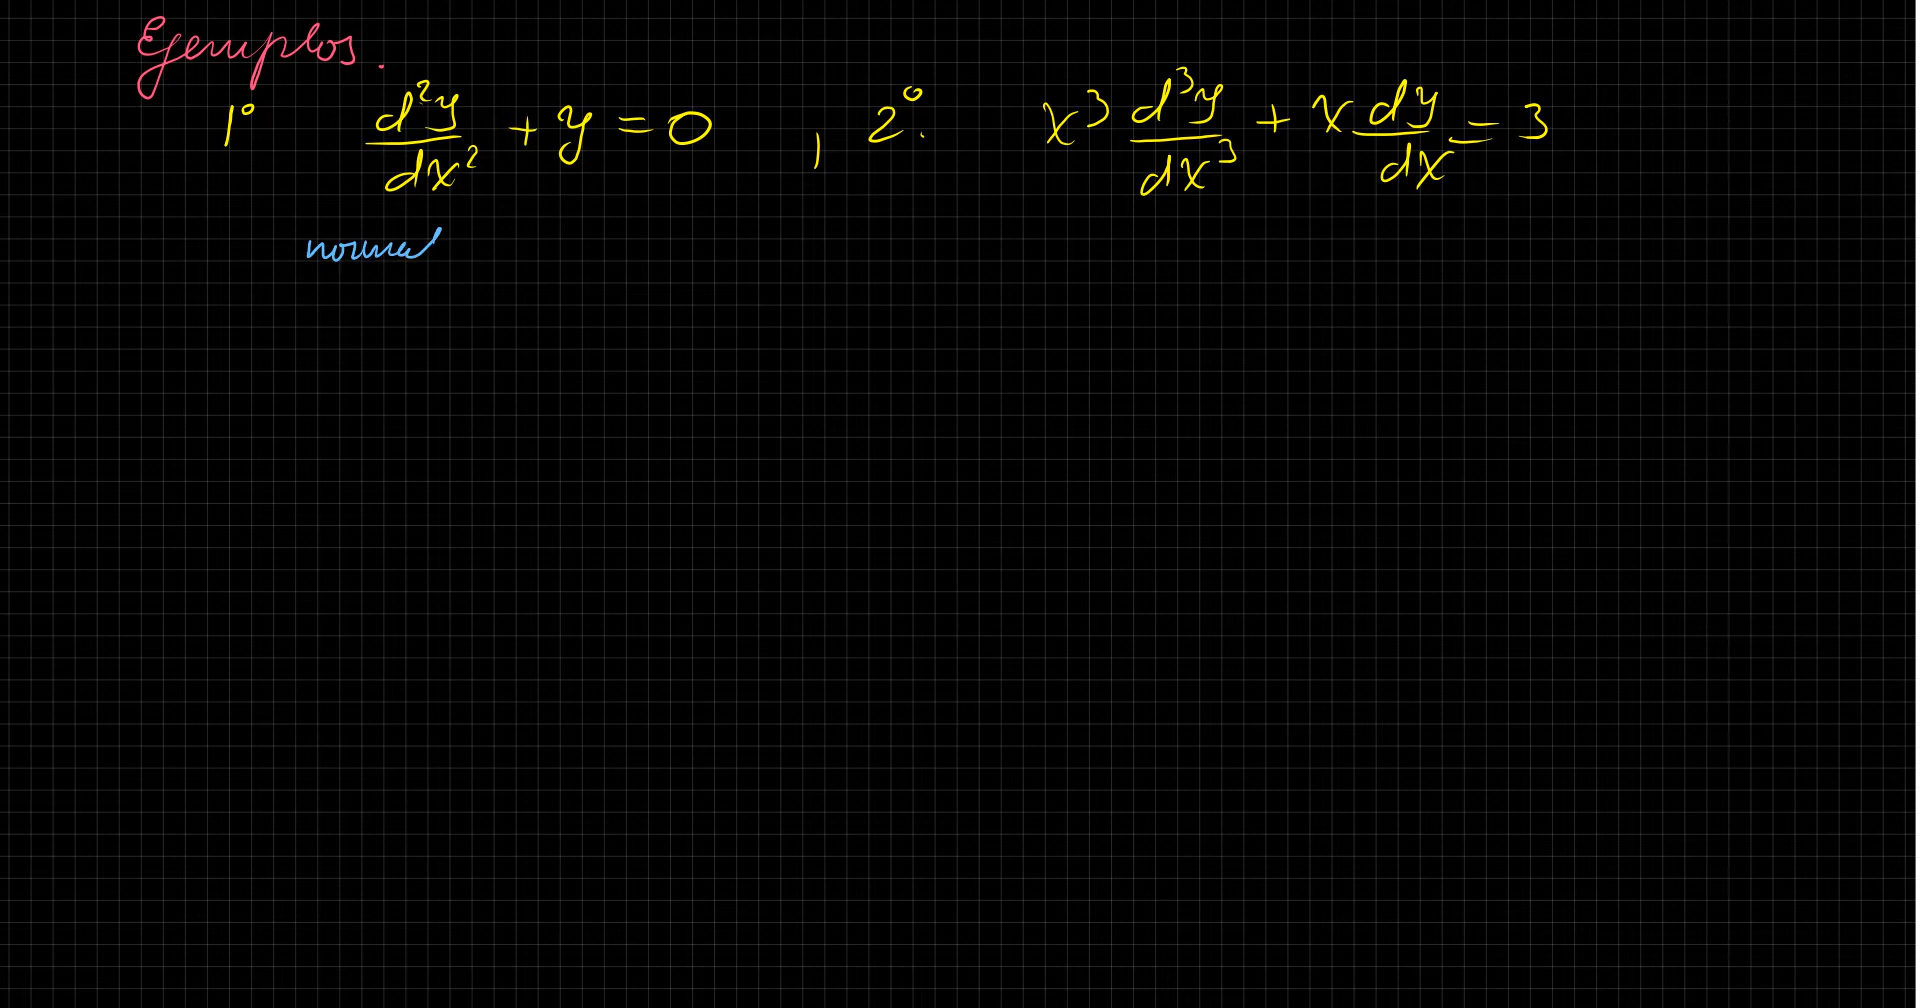 Ejemplos.
1° d²y/dx² + y = 0 , 2°. x³ d³y/dx³ + x dy/dx = 3
normal